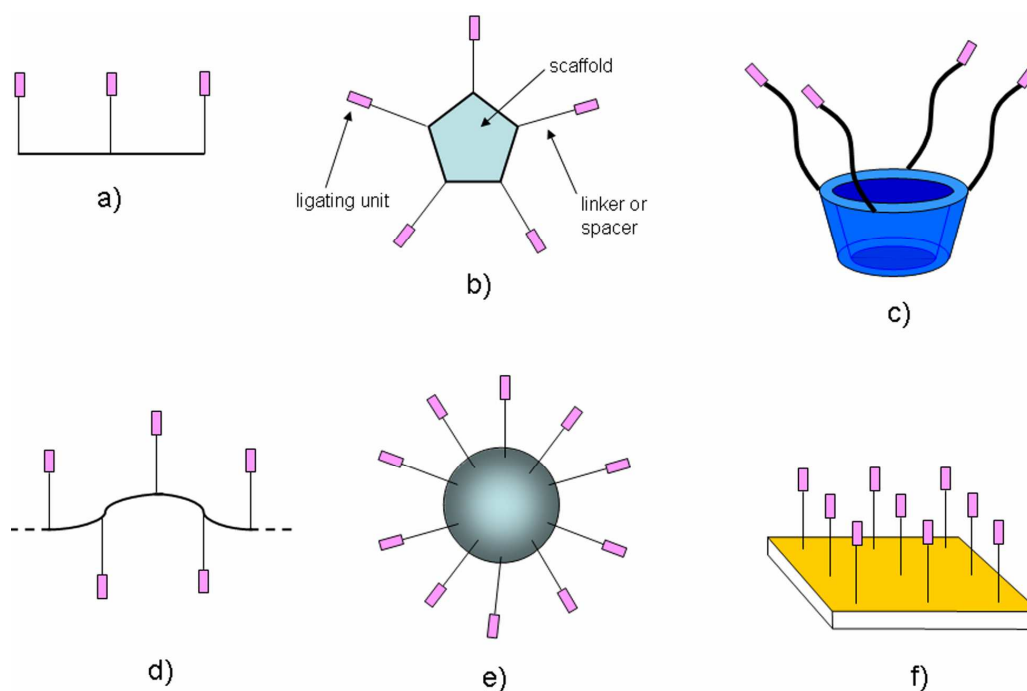 scaffold
ligating unit
linker or
spacer
a)
b)
c)
d)
e)
f)